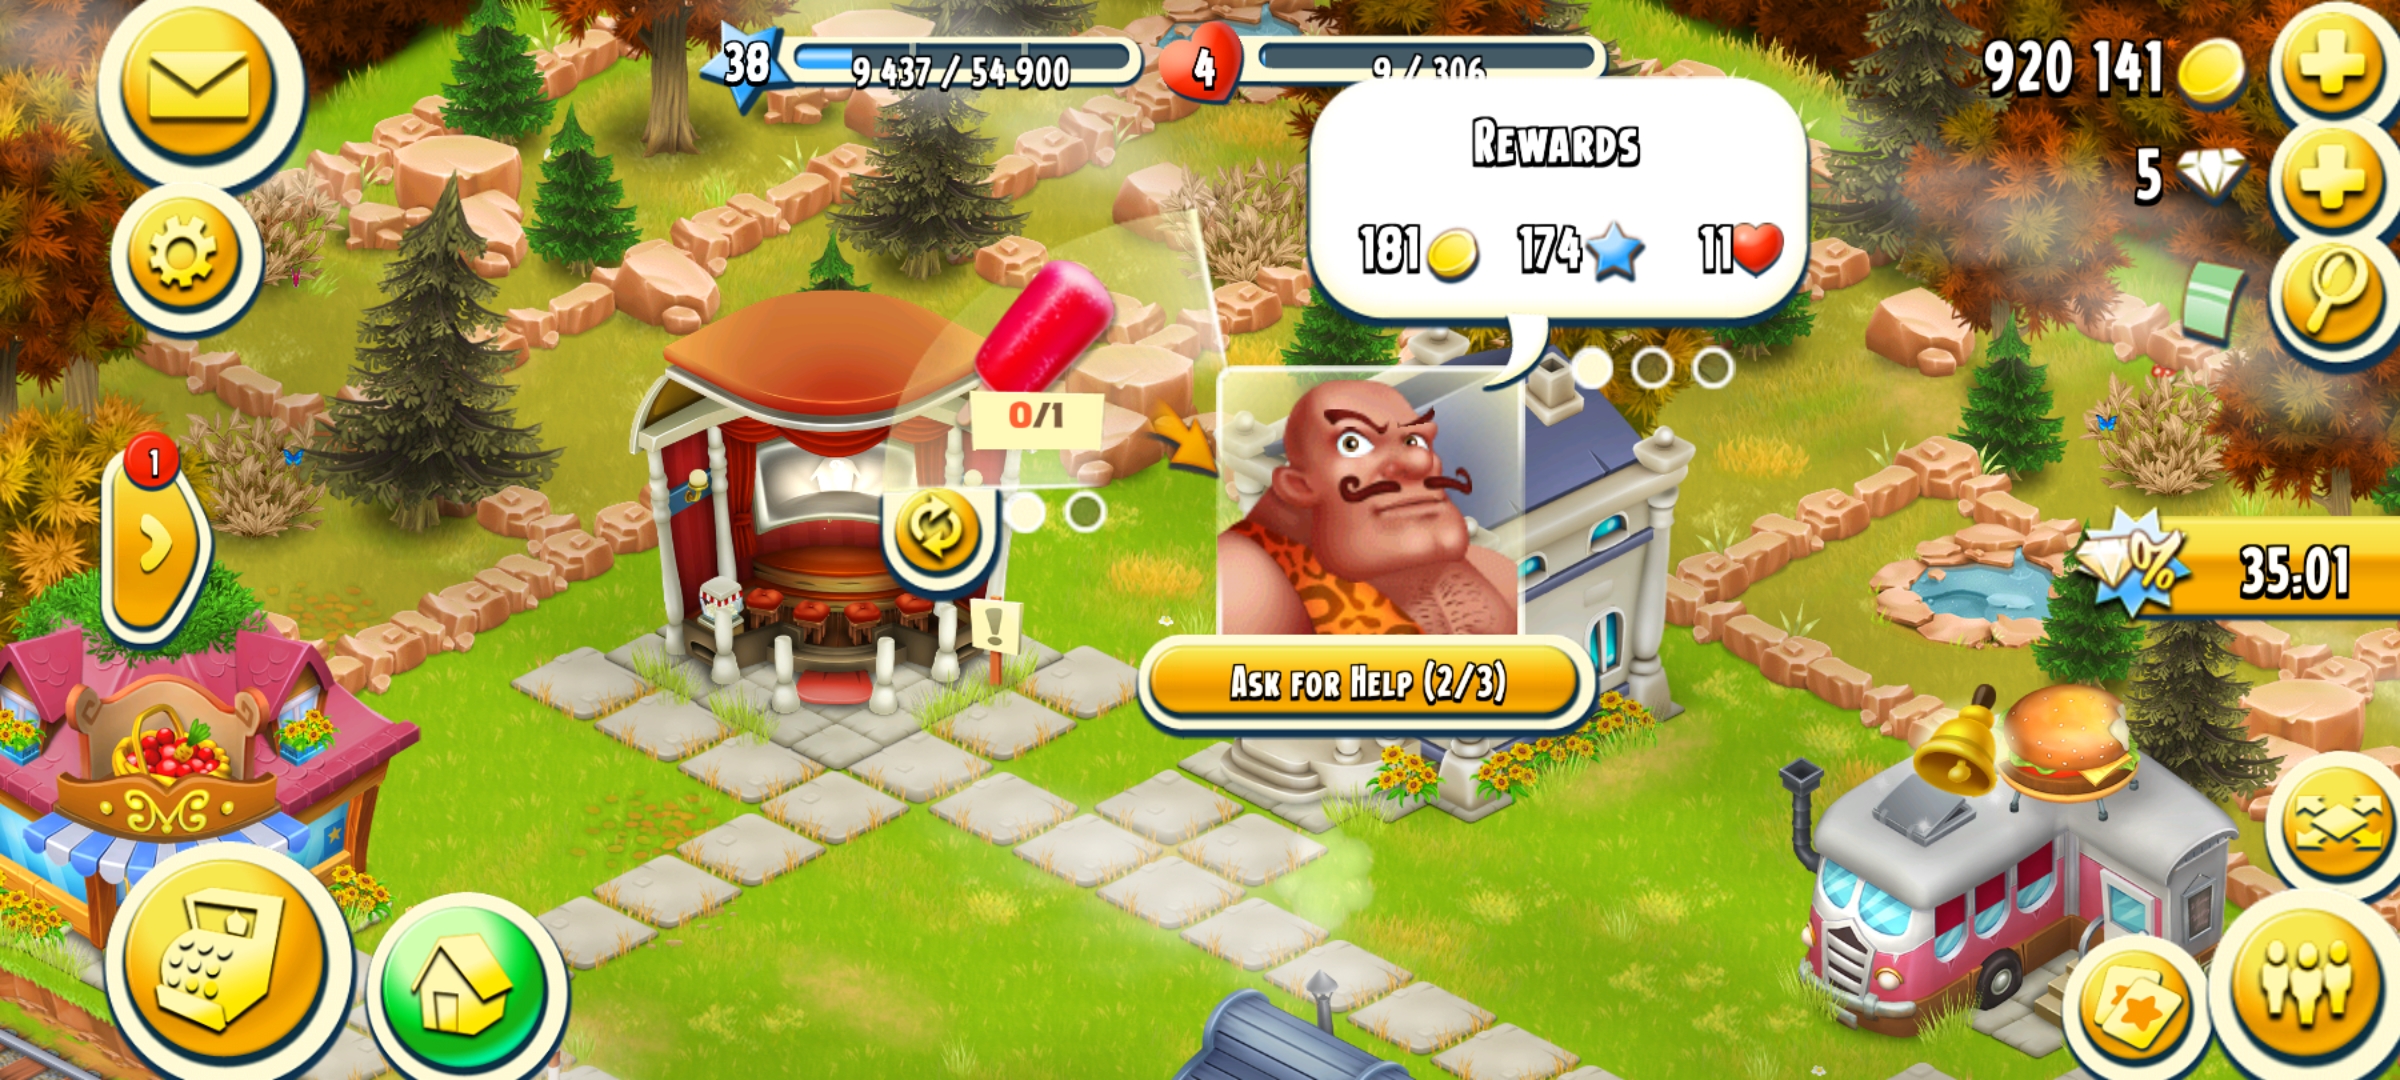 38
9 437 / 54 900
4
9 / 306
920 141
5
REWARDS
181
174
11
0/1
1
!
%
35:01
ASK FOR HELP (2/3)
M